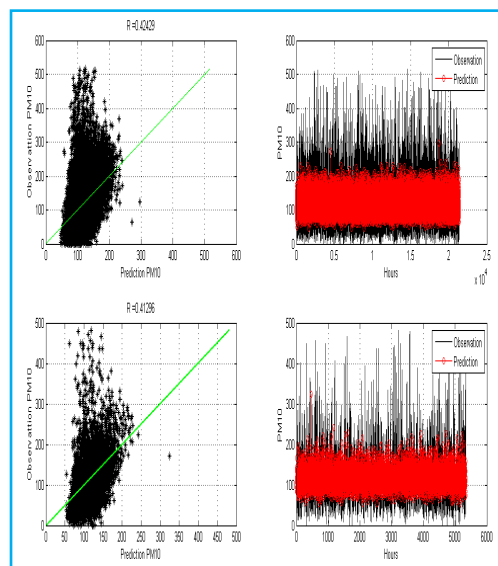 R =0.42429
Observattion PM10
600
500
400
300
200
100
0
0 100 200 300 400 500 600
Prediction PM10
PM10
600
500
400
300
200
100
0
Observation
Prediction
0 0.5 1 1.5 2 2.5
x 10^4
Hours
R =0.41296
Observattion PM10
500
400
300
200
100
0
0 50 100 150 200 250 300 350 400 450 500
Prediction PM10
PM10
500
400
300
200
100
0
Observation
Prediction
0 1000 2000 3000 4000 5000 6000
Hours